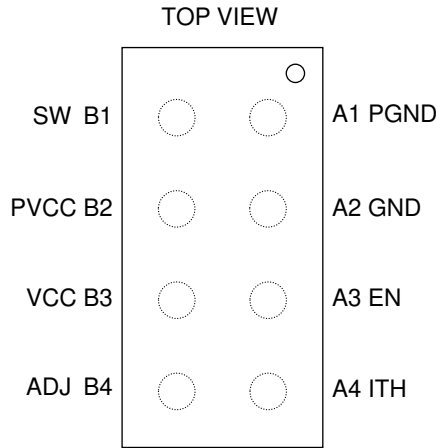 TOP VIEW
SW B1
A1 PGND
PVCC B2
A2 GND
VCC B3
A3 EN
ADJ B4
A4 ITH